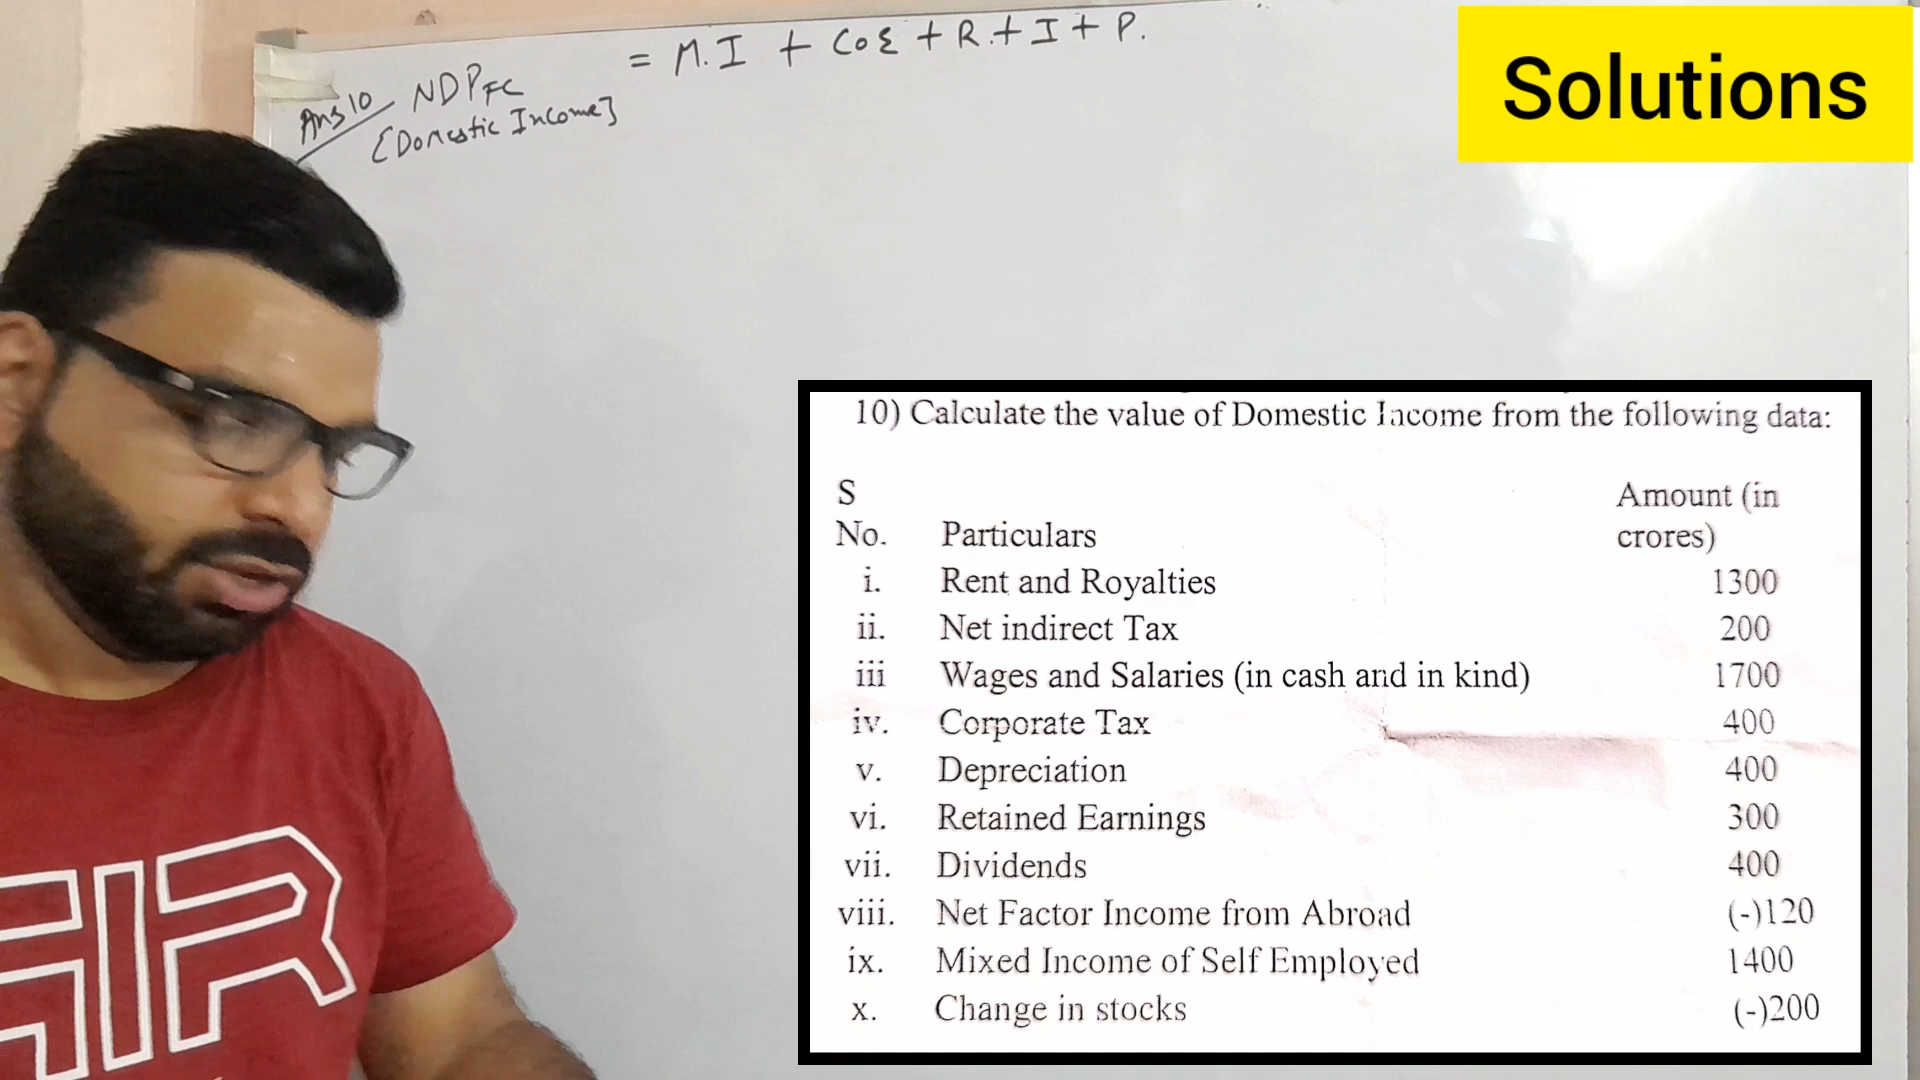 = M.I + CoE + R.+ I + P.
Ans10 NDPFC
[Domestic Income]
Solutions
10) Calculate the value of Domestic Income from the following data:
S No. Particulars Amount (in crores)
i. Rent and Royalties 1300
ii. Net indirect Tax 200
iii Wages and Salaries (in cash and in kind) 1700
iv. Corporate Tax 400
v. Depreciation 400
vi. Retained Earnings 300
vii. Dividends 400
viii. Net Factor Income from Abroad (-)120
ix. Mixed Income of Self Employed 1400
x. Change in stocks (-)200